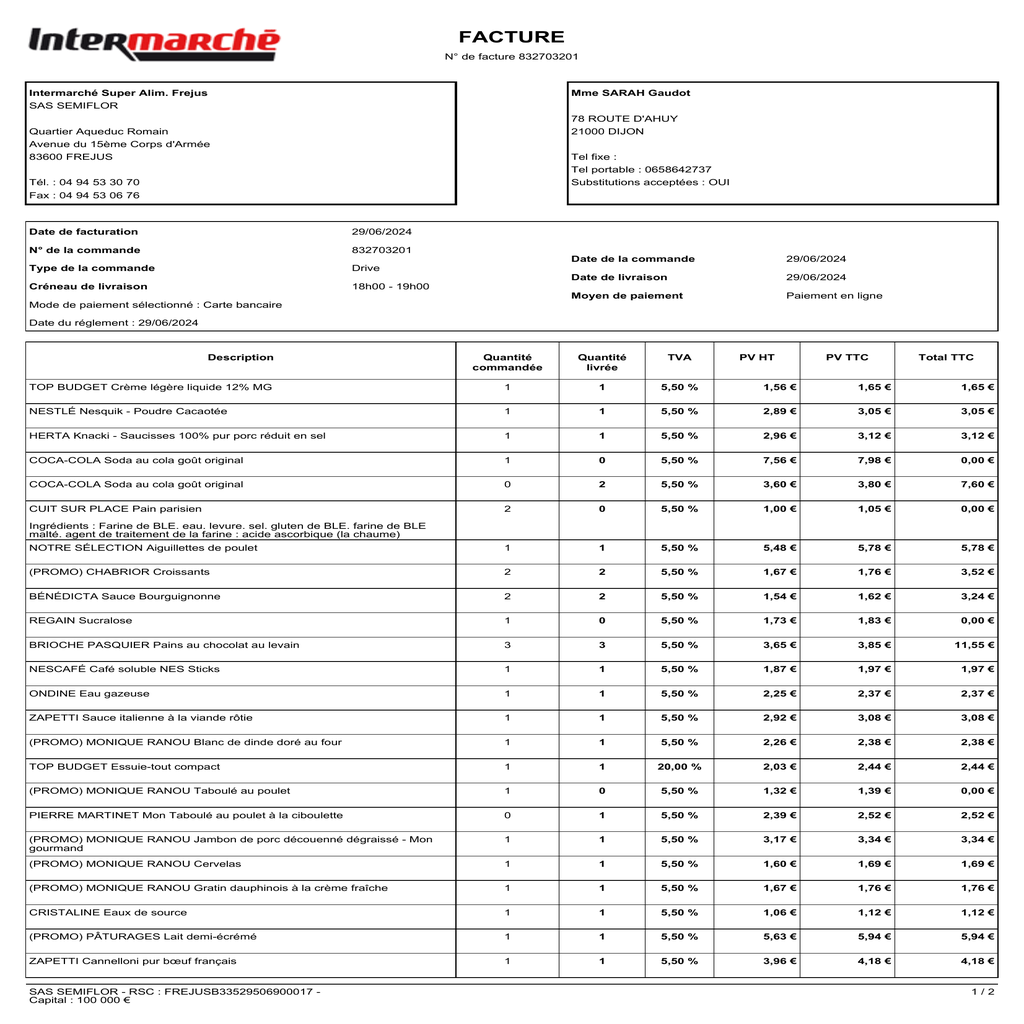 Intermarché
FACTURE
N° de facture 832703201
Intermarché Super Alim. Frejus
SAS SEMIFLOR
Quartier Aqueduc Romain
Avenue du 15ème Corps d'Armée
83600 FREJUS
Tél. : 04 94 53 30 70
Fax : 04 94 53 06 76
Mme SARAH Gaudot
78 ROUTE D'AHUY
21000 DIJON
Tel fixe :
Tel portable : 0658642737
Substitutions acceptées : OUI
Date de facturation 29/06/2024
N° de la commande 832703201
Type de la commande Drive
Créneau de livraison 18h00 - 19h00
Mode de paiement sélectionné : Carte bancaire
Date du réglement : 29/06/2024
Date de la commande 29/06/2024
Date de livraison 29/06/2024
Moyen de paiement Paiement en ligne
Description Quantité commandée Quantité livrée TVA PV HT PV TTC Total TTC
TOP BUDGET Crème légère liquide 12% MG 1 1 5,50 % 1,56 € 1,65 € 1,65 €
NESTLÉ Nesquik - Poudre Cacaotée 1 1 5,50 % 2,89 € 3,05 € 3,05 €
HERTA Knacki - Saucisses 100% pur porc réduit en sel 1 1 5,50 % 2,96 € 3,12 € 3,12 €
COCA-COLA Soda au cola goût original 1 0 5,50 % 7,56 € 7,98 € 0,00 €
COCA-COLA Soda au cola goût original 0 2 5,50 % 3,60 € 3,80 € 7,60 €
CUIT SUR PLACE Pain parisien 2 0 5,50 % 1,00 € 1,05 € 0,00 €
Ingrédients : Farine de BLE. eau. levure. sel. gluten de BLE. farine de BLE
malté. agent de traitement de la farine : acide ascorbique (la chaume)
NOTRE SÉLECTION Aiguillettes de poulet 1 1 5,50 % 5,48 € 5,78 € 5,78 €
(PROMO) CHABRIOR Croissants 2 2 5,50 % 1,67 € 1,76 € 3,52 €
BÉNÉDICTA Sauce Bourguignonne 2 2 5,50 % 1,54 € 1,62 € 3,24 €
REGAIN Sucralose 1 0 5,50 % 1,73 € 1,83 € 0,00 €
BRIOCHE PASQUIER Pains au chocolat au levain 3 3 5,50 % 3,65 € 3,85 € 11,55 €
NESCAFÉ Café soluble NES Sticks 1 1 5,50 % 1,87 € 1,97 € 1,97 €
ONDINE Eau gazeuse 1 1 5,50 % 2,25 € 2,37 € 2,37 €
ZAPETTI Sauce italienne à la viande rôtie 1 1 5,50 % 2,92 € 3,08 € 3,08 €
(PROMO) MONIQUE RANOU Blanc de dinde doré au four 1 1 5,50 % 2,26 € 2,38 € 2,38 €
TOP BUDGET Essuie-tout compact 1 1 20,00 % 2,03 € 2,44 € 2,44 €
(PROMO) MONIQUE RANOU Taboulé au poulet 1 0 5,50 % 1,32 € 1,39 € 0,00 €
PIERRE MARTINET Mon Taboulé au poulet à la ciboulette 0 1 5,50 % 2,39 € 2,52 € 2,52 €
(PROMO) MONIQUE RANOU Jambon de porc découenné dégraissé - Mon 1 1 5,50 % 3,17 € 3,34 € 3,34 €
gourmand
(PROMO) MONIQUE RANOU Cervelas 1 1 5,50 % 1,60 € 1,69 € 1,69 €
(PROMO) MONIQUE RANOU Gratin dauphinois à la crème fraîche 1 1 5,50 % 1,67 € 1,76 € 1,76 €
CRISTALINE Eaux de source 1 1 5,50 % 1,06 € 1,12 € 1,12 €
(PROMO) PÂTURAGES Lait demi-écrémé 1 1 5,50 % 5,63 € 5,94 € 5,94 €
ZAPETTI Cannelloni pur bœuf français 1 1 5,50 % 3,96 € 4,18 € 4,18 €
SAS SEMIFLOR - RSC : FREJUSB33529506900017 - 1 / 2
Capital : 100 000 €